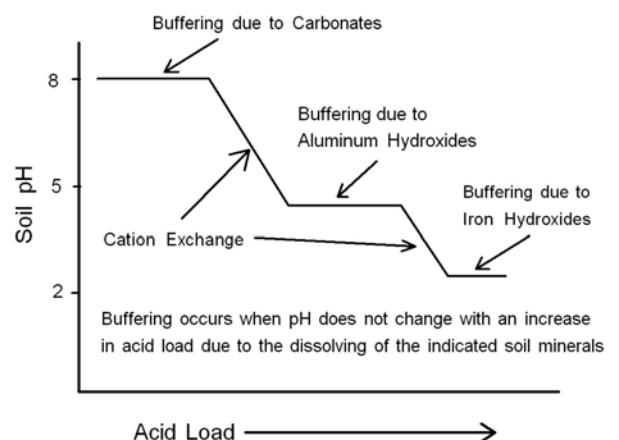 Buffering due to Carbonates
8
Buffering due to
Aluminum Hydroxides
5
Buffering due to
Iron Hydroxides
Soil pH
Cation Exchange
2
Buffering occurs when pH does not change with an increase
in acid load due to the dissolving of the indicated soil minerals
Acid Load